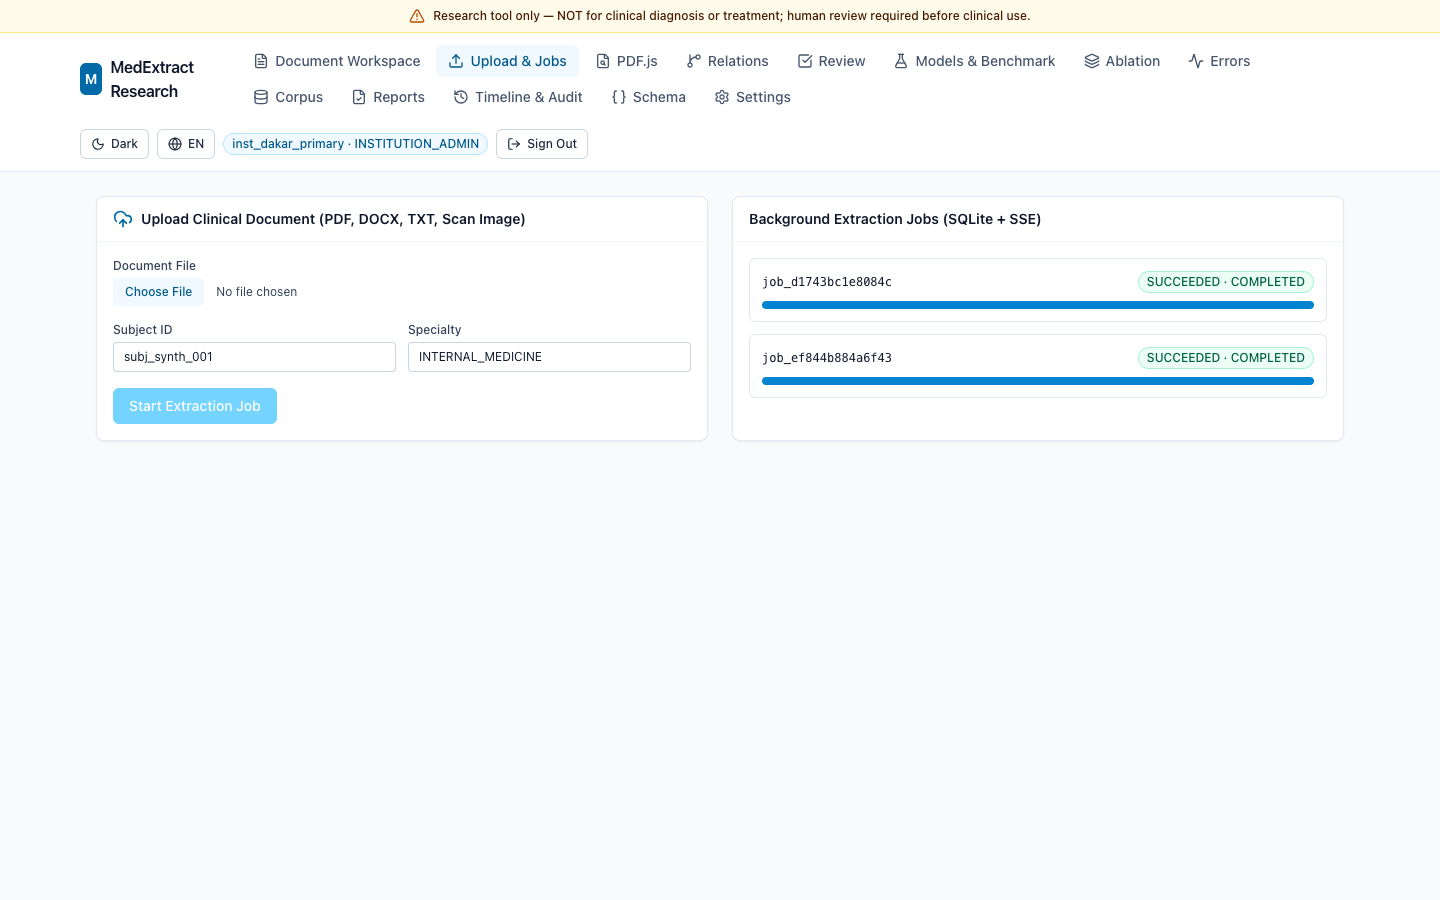 Research tool only — NOT for clinical diagnosis or treatment; human review required before clinical use.
M
MedExtract
Research
Document Workspace
Upload & Jobs
PDF.js
Relations
Review
Models & Benchmark
Ablation
Errors
Corpus
Reports
Timeline & Audit
Schema
Settings
Dark
EN
inst_dakar_primary · INSTITUTION_ADMIN
Sign Out
Upload Clinical Document (PDF, DOCX, TXT, Scan Image)
Document File
Choose File
No file chosen
Subject ID
Specialty
subj_synth_001
INTERNAL_MEDICINE
Start Extraction Job
Background Extraction Jobs (SQLite + SSE)
job_d1743bc1e8084c
SUCCEEDED · COMPLETED
job_ef844b884a6f43
SUCCEEDED · COMPLETED